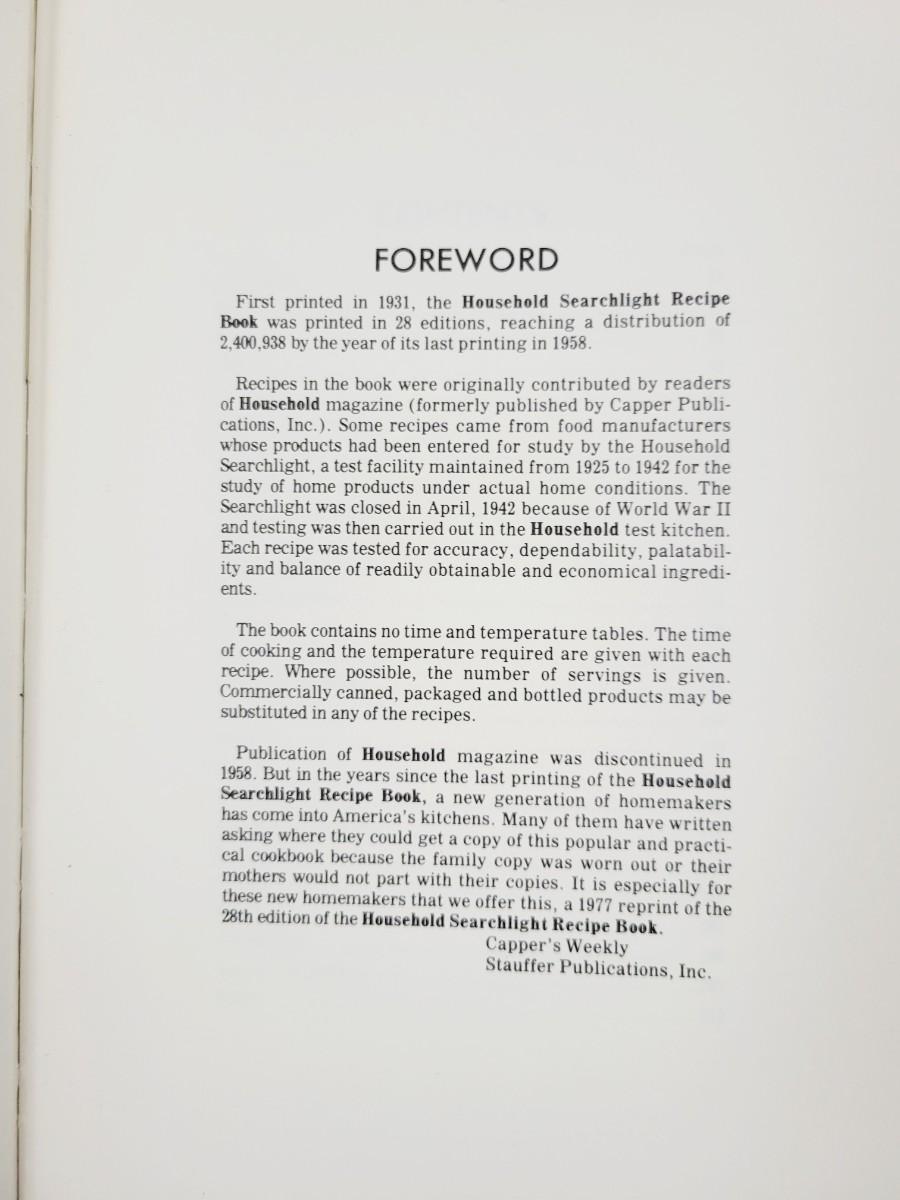 FOREWORD
First printed in 1931, the Household Searchlight Recipe
Book was printed in 28 editions, reaching a distribution of
2,400,938 by the year of its last printing in 1958.
Recipes in the book were originally contributed by readers
of Household magazine (formerly published by Capper Publi-
cations, Inc.). Some recipes came from food manufacturers
whose products had been entered for study by the Household
Searchlight, a test facility maintained from 1925 to 1942 for the
study of home products under actual home conditions. The
Searchlight was closed in April, 1942 because of World War II
and testing was then carried out in the Household test kitchen.
Each recipe was tested for accuracy, dependability, palatabil-
ity and balance of readily obtainable and economical ingredi-
ents.
The book contains no time and temperature tables. The time
of cooking and the temperature required are given with each
recipe. Where possible, the number of servings is given.
Commercially canned, packaged and bottled products may be
substituted in any of the recipes.
Publication of Household magazine was discontinued in
1958. But in the years since the last printing of the Household
Searchlight Recipe Book, a new generation of homemakers
has come into America's kitchens. Many of them have written
asking where they could get a copy of this popular and practi-
cal cookbook because the family copy was worn out or their
mothers would not part with their copies. It is especially for
these new homemakers that we offer this, a 1977 reprint of the
28th edition of the Household Searchlight Recipe Book.
Capper's Weekly
Stauffer Publications, Inc.